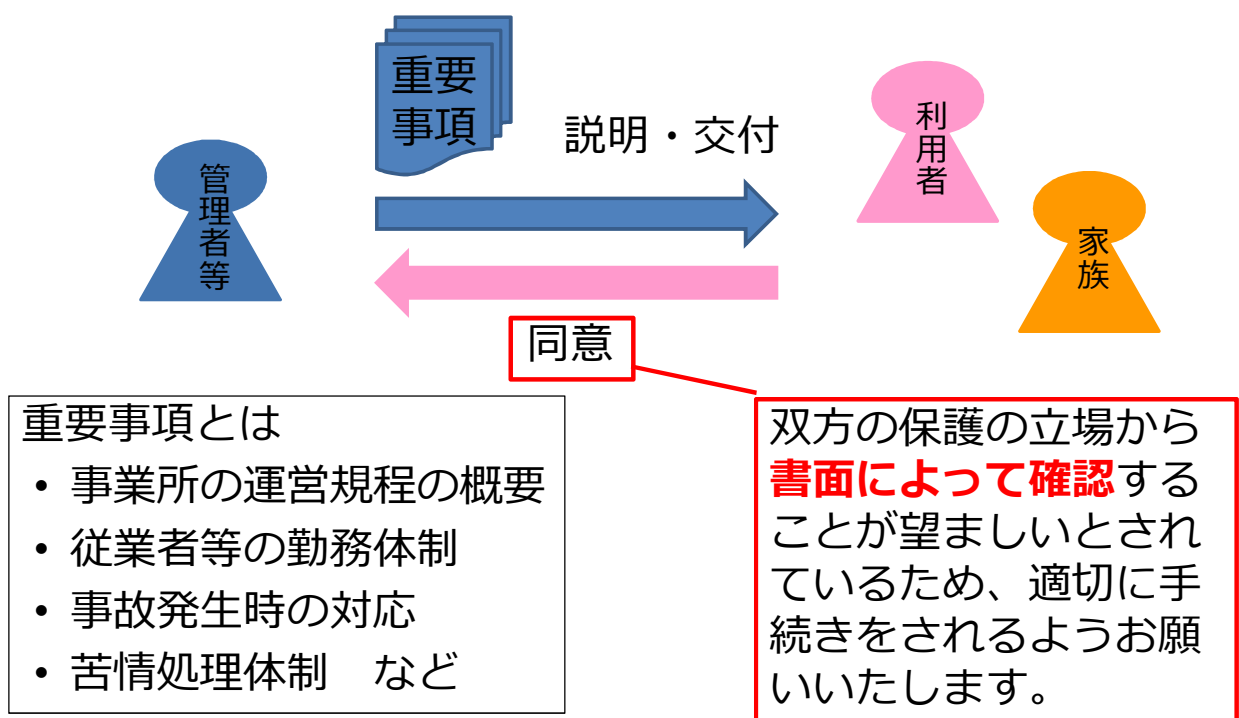 重要
事項
説明・交付
管理者等
利用者
家族
同意
重要事項とは
• 事業所の運営規程の概要
• 従業者等の勤務体制
• 事故発生時の対応
• 苦情処理体制　など
双方の保護の立場から
書面によって確認する
ことが望ましいとされ
ているため、適切に手
続きをされるようお願
いいたします。